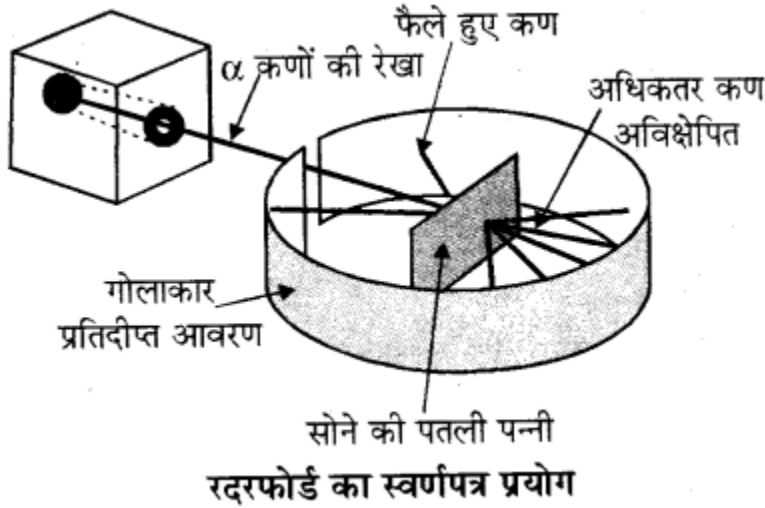 फैले हुए कण
α कणों की रेखा
अधिकतर कण
अविक्षेपित
गोलाकार
प्रतिदीप्त आवरण
सोने की पतली पन्नी
रदरफोर्ड का स्वर्णपत्र प्रयोग